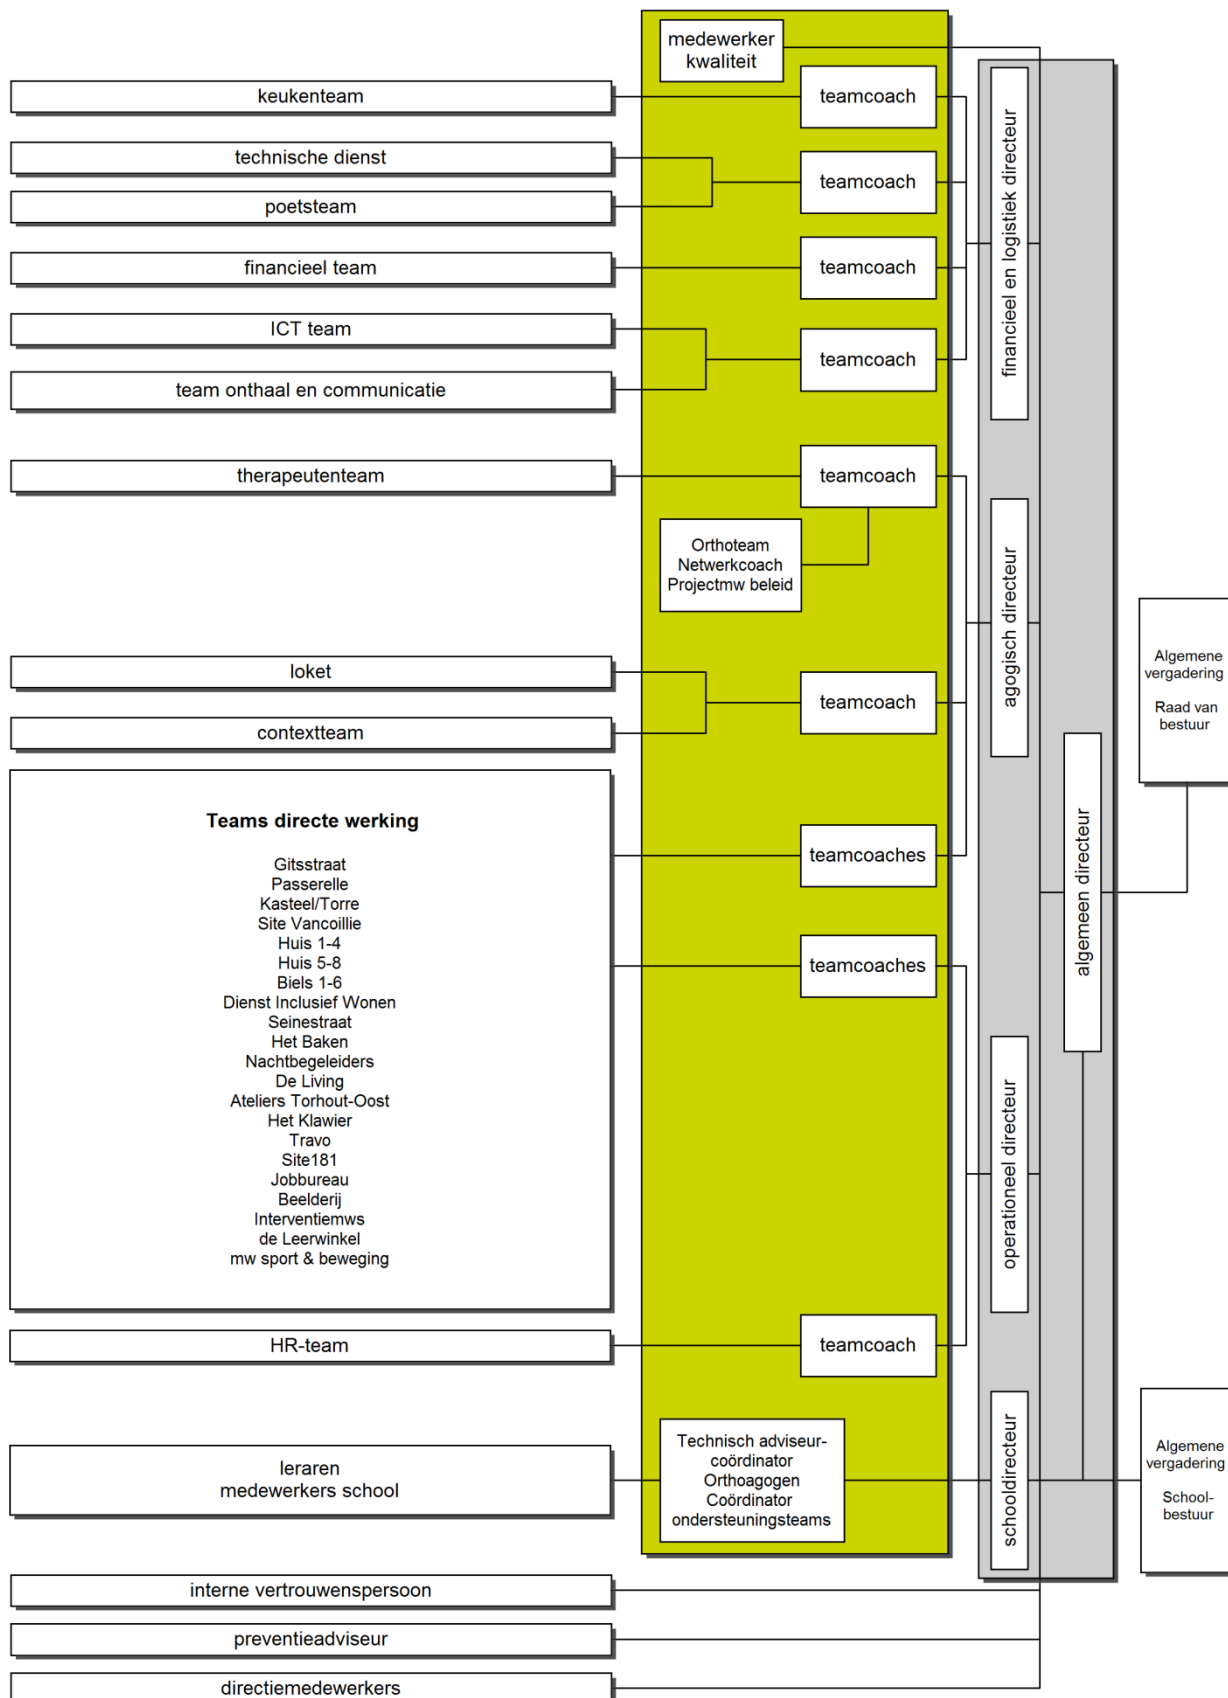 medewerker
kwaliteit
keukenteam
teamcoach
technische dienst
poetsteam
teamcoach
financieel team
teamcoach
ICT team
team onthaal en communicatie
teamcoach
financieel en logistiek directeur
therapeutenteam
teamcoach
Orthoteam
Netwerkcoach
Projectmw beleid
loket
contextteam
teamcoach
agogisch directeur
Algemene
vergadering
Raad van
bestuur
algemeen directeur
Teams directe werking
Gitsstraat
Passerelle
Kasteel/Torre
Site Vancoillie
Huis 1-4
Huis 5-8
Biels 1-6
Dienst Inclusief Wonen
Seinestraat
Het Baken
Nachtbegeleiders
De Living
Ateliers Torhout-Oost
Het Klawier
Travo
Site181
Jobbureau
Beelderij
Interventiemws
de Leerwinkel
mw sport & beweging
teamcoaches
teamcoaches
operationeel directeur
HR-team
teamcoach
leraren
medewerkers school
Technisch adviseur-
coördinator
Orthoagogen
Coördinator
ondersteuningsteams
schooldirecteur
Algemene
vergadering
School-
bestuur
interne vertrouwenspersoon
preventieadviseur
directiemedewerkers